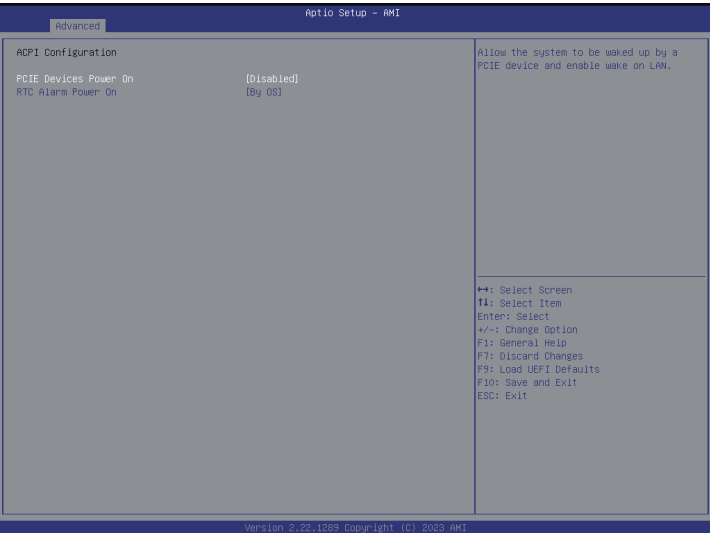 Aptio Setup – AMI
Advanced
ACPI Configuration
PCIE Devices Power On [Disabled]
RTC Alarm Power On [By OS]
Allow the system to be waked up by a
PCIE device and enable wake on LAN.
↔: Select Screen
↑↓: Select Item
Enter: Select
+/-: Change Option
F1: General Help
F7: Discard Changes
F9: Load UEFI Defaults
F10: Save and Exit
ESC: Exit
Version 2.22.1289 Copyright (C) 2023 AMI